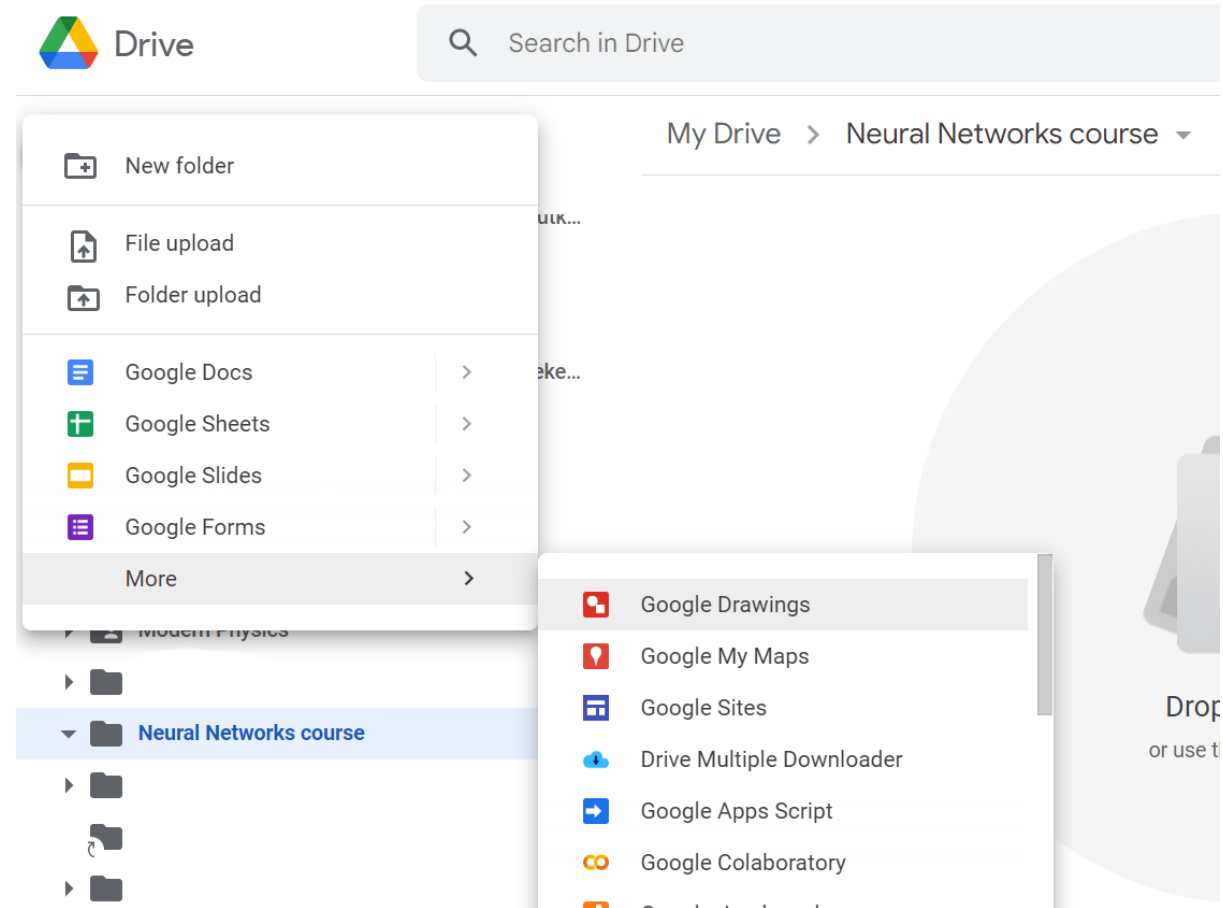 Drive
Search in Drive
My Drive
Neural Networks course
New folder
File upload
Folder upload
Google Docs
Google Sheets
Google Slides
Google Forms
More
Modern Physics
Neural Networks course
Google Drawings
Google My Maps
Google Sites
Drive Multiple Downloader
Google Apps Script
Google Colaboratory
Drop
or use